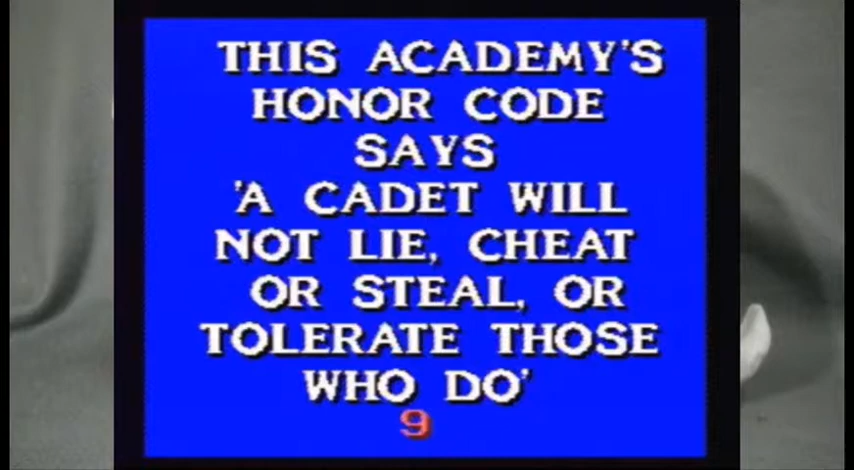 THIS ACADEMY'S
HONOR CODE
SAYS
'A CADET WILL
NOT LIE, CHEAT
OR STEAL, OR
TOLERATE THOSE
WHO DO'
9